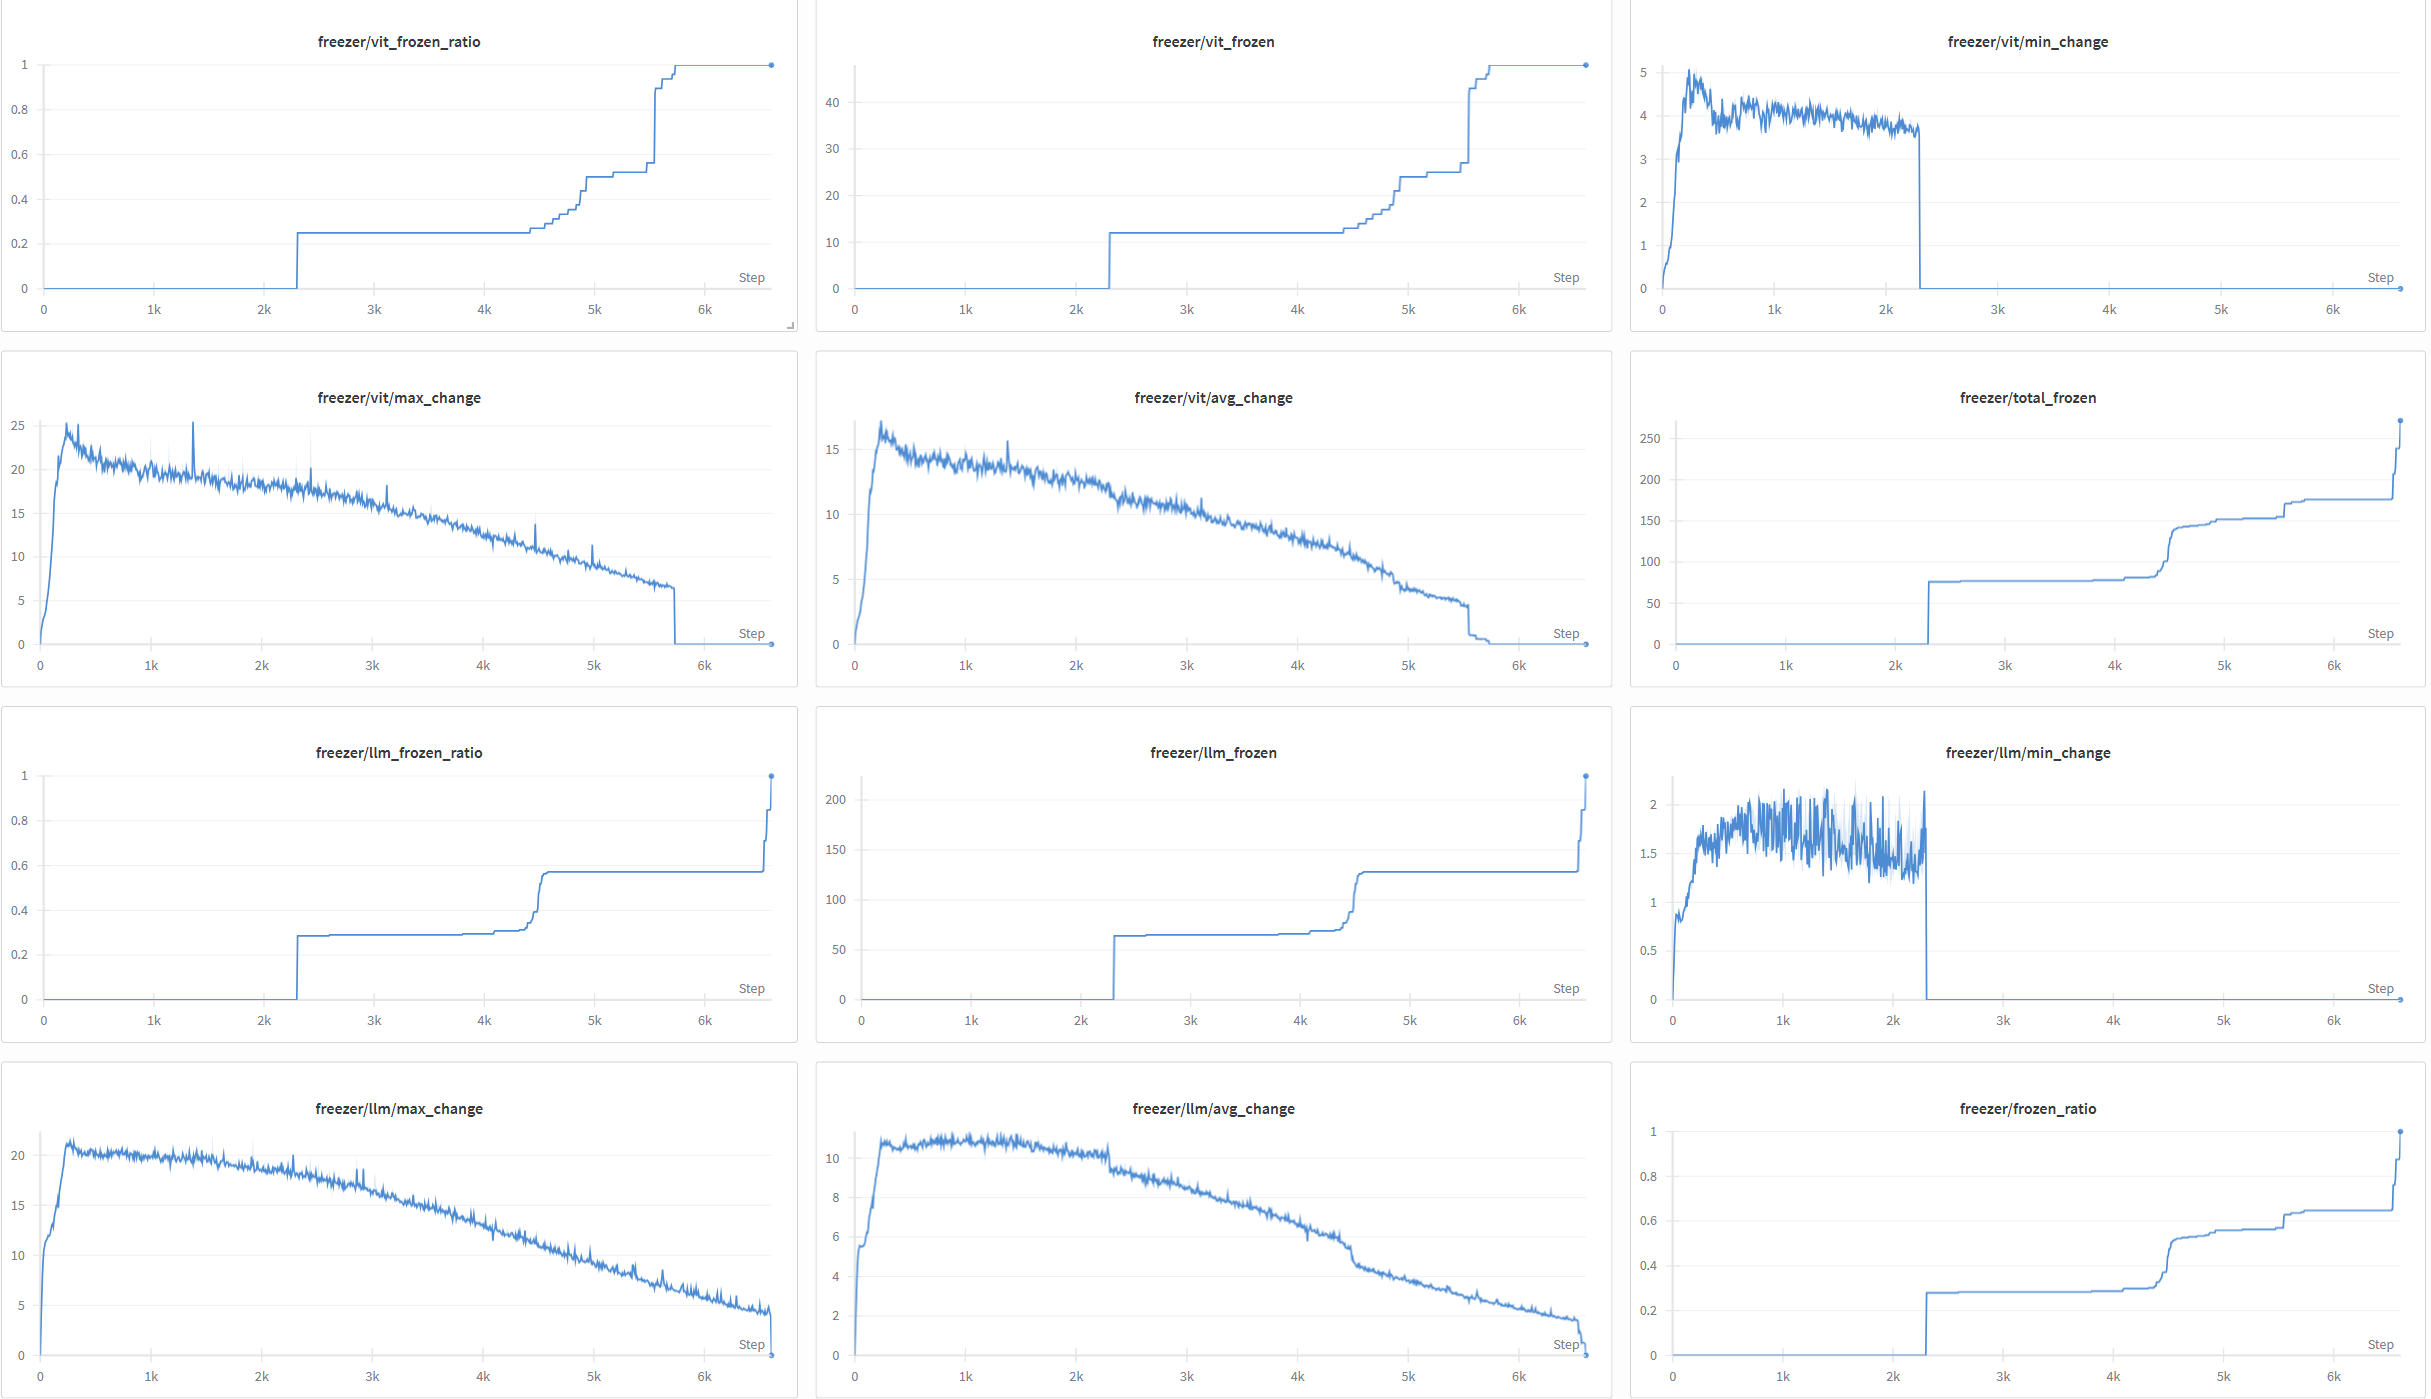 freezer/vit_frozen_ratio
1
0.8
0.6
0.4
0.2
0
0 1k 2k 3k 4k 5k 6k
Step
freezer/vit_frozen
40
30
20
10
0
0 1k 2k 3k 4k 5k 6k
Step
freezer/vit/min_change
5
4
3
2
1
0
0 1k 2k 3k 4k 5k 6k
Step
freezer/vit/max_change
25
20
15
10
5
0
0 1k 2k 3k 4k 5k 6k
Step
freezer/vit/avg_change
15
10
5
0
0 1k 2k 3k 4k 5k 6k
Step
freezer/total_frozen
250
200
150
100
50
0
0 1k 2k 3k 4k 5k 6k
Step
freezer/llm_frozen_ratio
1
0.8
0.6
0.4
0.2
0
0 1k 2k 3k 4k 5k 6k
Step
freezer/llm_frozen
200
150
100
50
0
0 1k 2k 3k 4k 5k 6k
Step
freezer/llm/min_change
2
1.5
1
0.5
0
0 1k 2k 3k 4k 5k 6k
Step
freezer/llm/max_change
20
15
10
5
0
0 1k 2k 3k 4k 5k 6k
Step
freezer/llm/avg_change
10
8
6
4
2
0
0 1k 2k 3k 4k 5k 6k
Step
freezer/frozen_ratio
1
0.8
0.6
0.4
0.2
0
0 1k 2k 3k 4k 5k 6k
Step